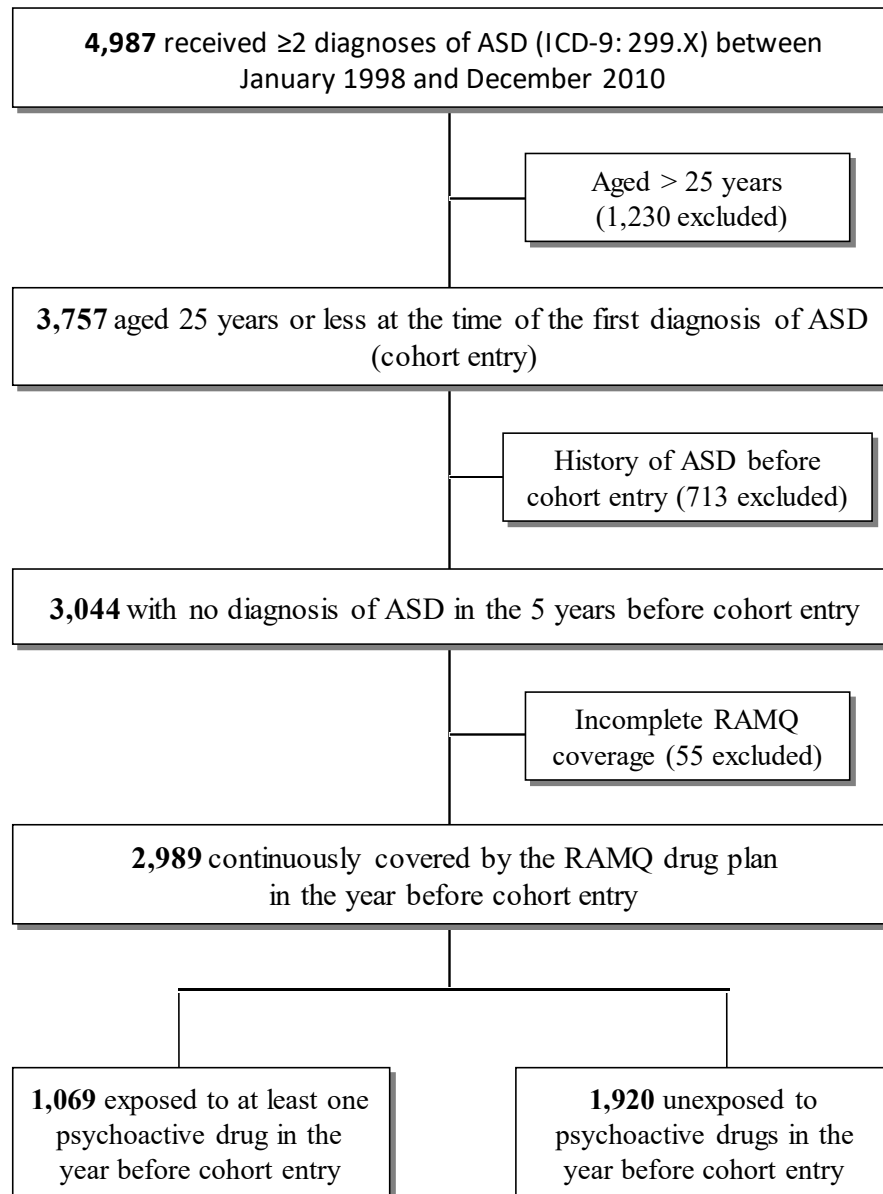 4,987 received ≥2 diagnoses of ASD (ICD-9: 299.X) between
January 1998 and December 2010
Aged > 25 years
(1,230 excluded)
3,757 aged 25 years or less at the time of the first diagnosis of ASD
(cohort entry)
History of ASD before
cohort entry (713 excluded)
3,044 with no diagnosis of ASD in the 5 years before cohort entry
Incomplete RAMQ
coverage (55 excluded)
2,989 continuously covered by the RAMQ drug plan
in the year before cohort entry
1,069 exposed to at least one
psychoactive drug in the
year before cohort entry
1,920 unexposed to
psychoactive drugs in the
year before cohort entry